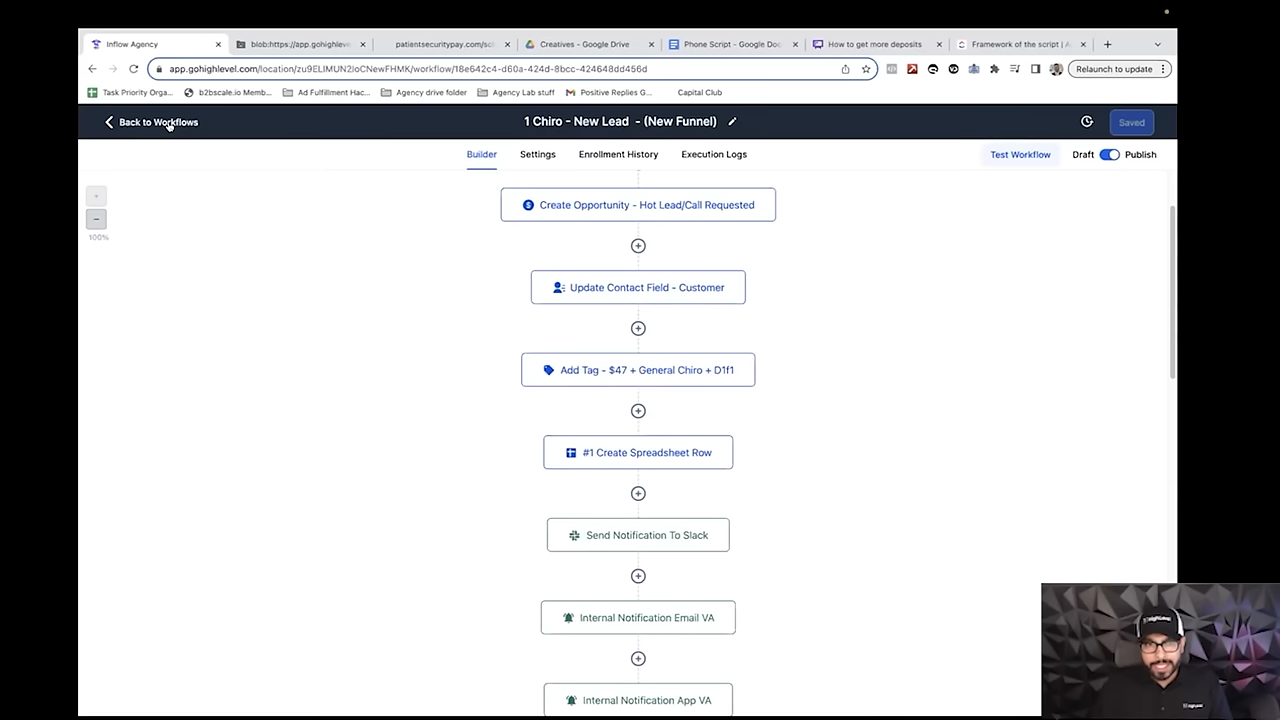 Inflow Agency
blob:https://app.gohighlev
patientsecuritypay.com/sc
Creatives - Google Drive
Phone Script - Google Doc
How to get more deposits
Framework of the script | A
app.gohighlevel.com/location/zu9ELIMUN2ioCNewFHMK/workflow/18e642c4-d60a-424d-8bcc-424648dd456d
Relaunch to update
Task Priority Orga...
b2bscale.io Memb...
Ad Fulfillment Hac...
Agency drive folder
Agency Lab stuff
Positive Replies G...
Capital Club
Back to Workflows
1 Chiro - New Lead - (New Funnel)
Saved
Builder
Settings
Enrollment History
Execution Logs
Test Workflow
Draft
Publish
100%
Create Opportunity - Hot Lead/Call Requested
Update Contact Field - Customer
Add Tag - $47 + General Chiro + D1f1
#1 Create Spreadsheet Row
Send Notification To Slack
Internal Notification Email VA
Internal Notification App VA